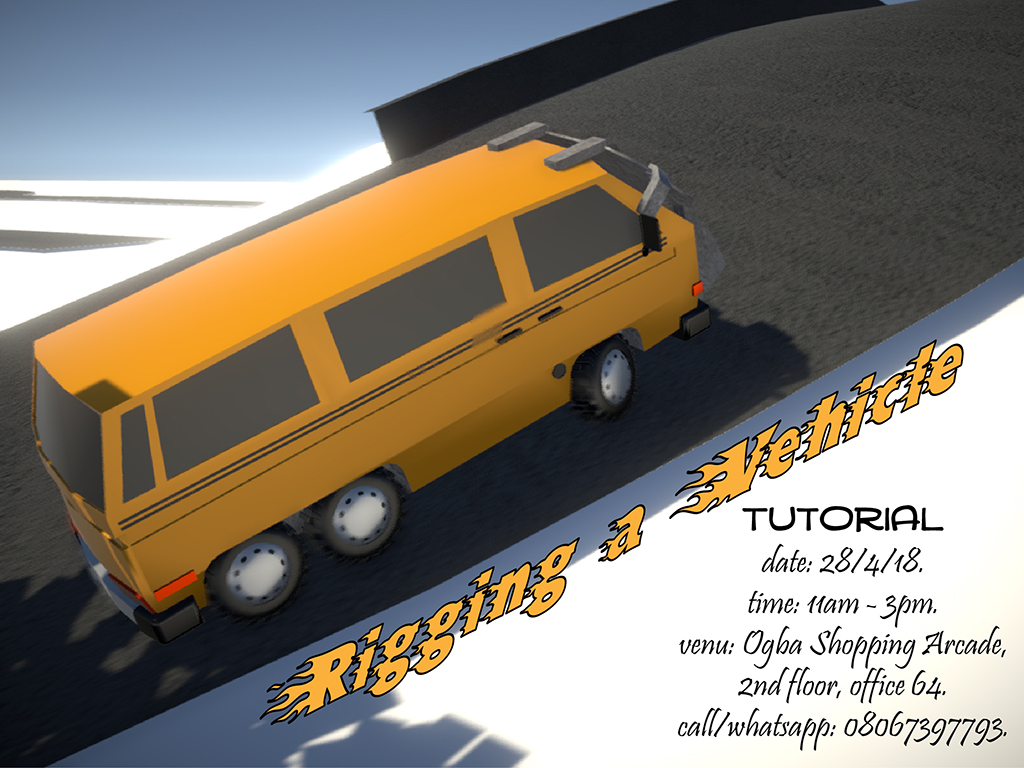 Rigging a Vehicle
TUTORIAL
date: 28/4/18.
time: 11am - 3pm.
venu: Ogba Shopping Arcade,
2nd floor, office 64.
call/whatsapp: 08067397793.